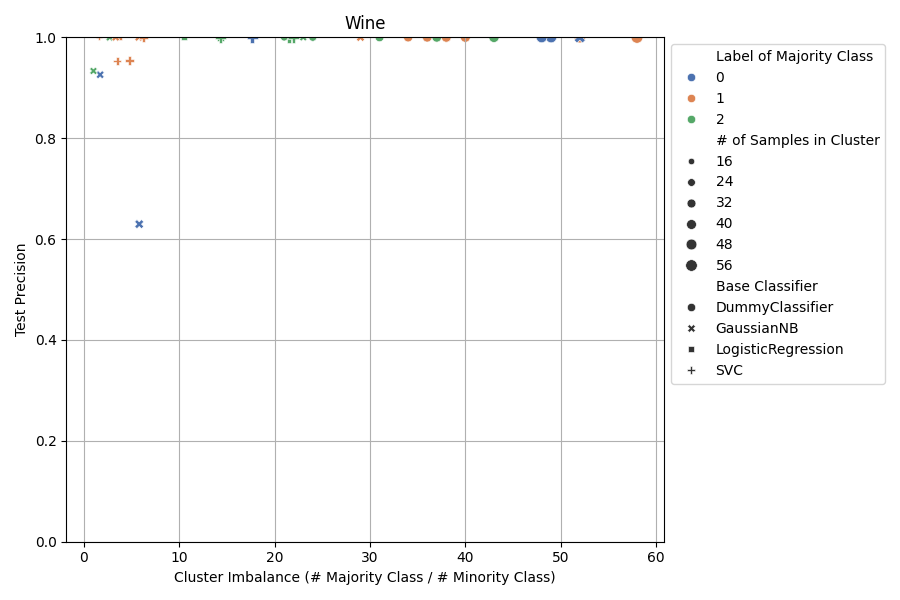 Wine
1.0
0.8
0.6
0.4
0.2
0.0
Test Precision
0
10
20
30
40
50
60
Cluster Imbalance (# Majority Class / # Minority Class)
Label of Majority Class
0
1
2
# of Samples in Cluster
16
24
32
40
48
56
Base Classifier
DummyClassifier
GaussianNB
LogisticRegression
SVC